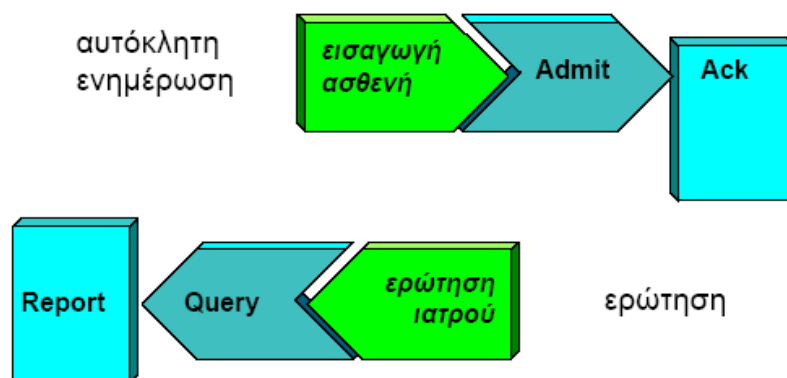 αυτόκλητη
ενημέρωση
εισαγωγή
ασθενή
Admit
Ack
Report
Query
ερώτηση
ιατρού
ερώτηση